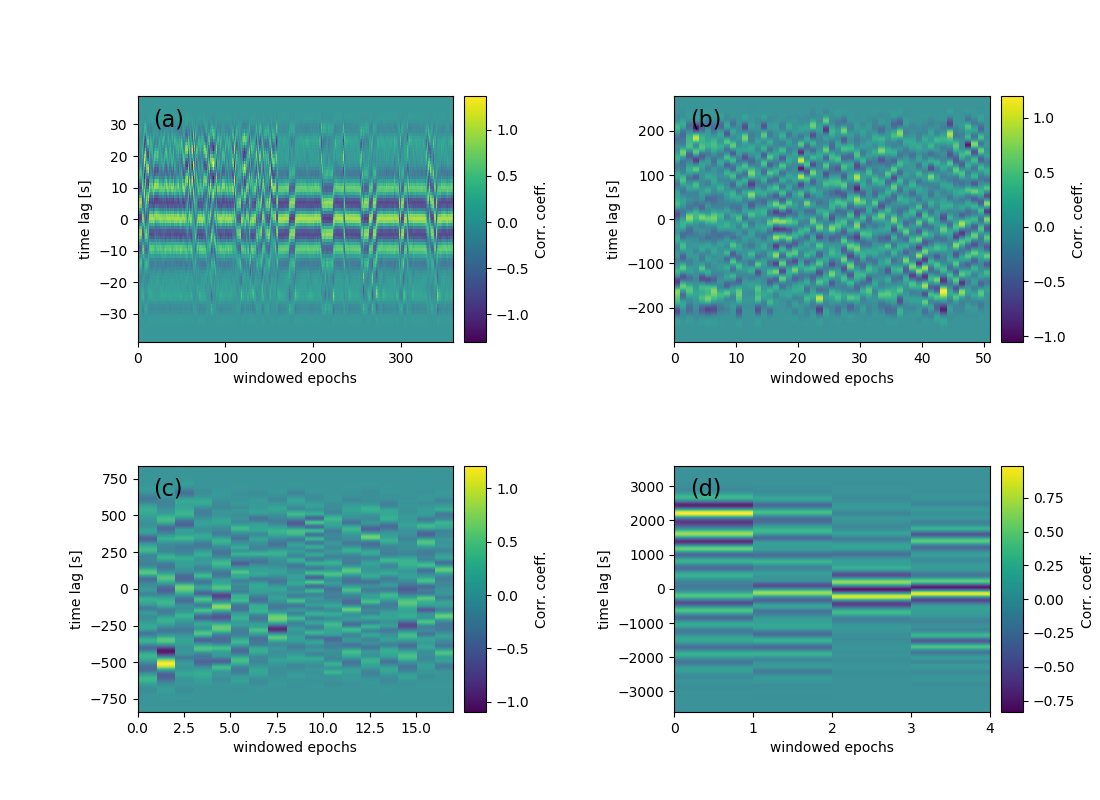 (a)
30
20
10
0
−10
−20
−30
time lag [s]
0 100 200 300
windowed epochs
1.0
0.5
0.0
−0.5
−1.0
Corr. coeff.
(b)
200
100
0
−100
−200
time lag [s]
0 10 20 30 40 50
windowed epochs
1.0
0.5
0.0
−0.5
−1.0
Corr. coeff.
(c)
750
500
250
0
−250
−500
−750
time lag [s]
0.0 2.5 5.0 7.5 10.0 12.5 15.0
windowed epochs
1.0
0.5
0.0
−0.5
−1.0
Corr. coeff.
(d)
3000
2000
1000
0
−1000
−2000
−3000
time lag [s]
0 1 2 3 4
windowed epochs
0.75
0.50
0.25
0.00
−0.25
−0.50
−0.75
Corr. coeff.